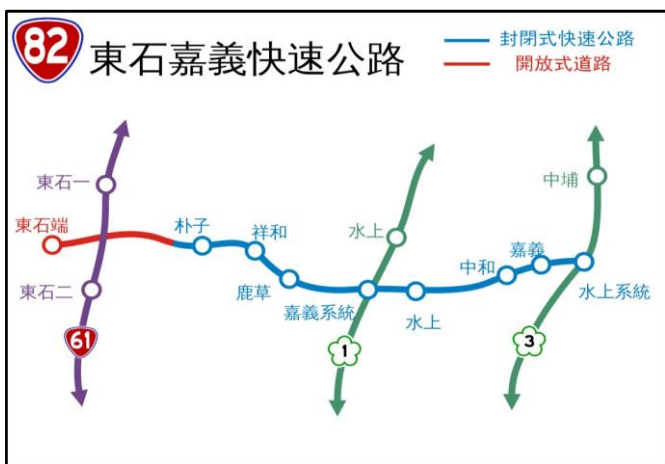 82
東石嘉義快速公路
封閉式快速公路
開放式道路
東石一
東石端
朴子
祥和
水上
中埔
嘉義
中和
東石二
鹿草
嘉義系統
水上
水上系統
61
1
3